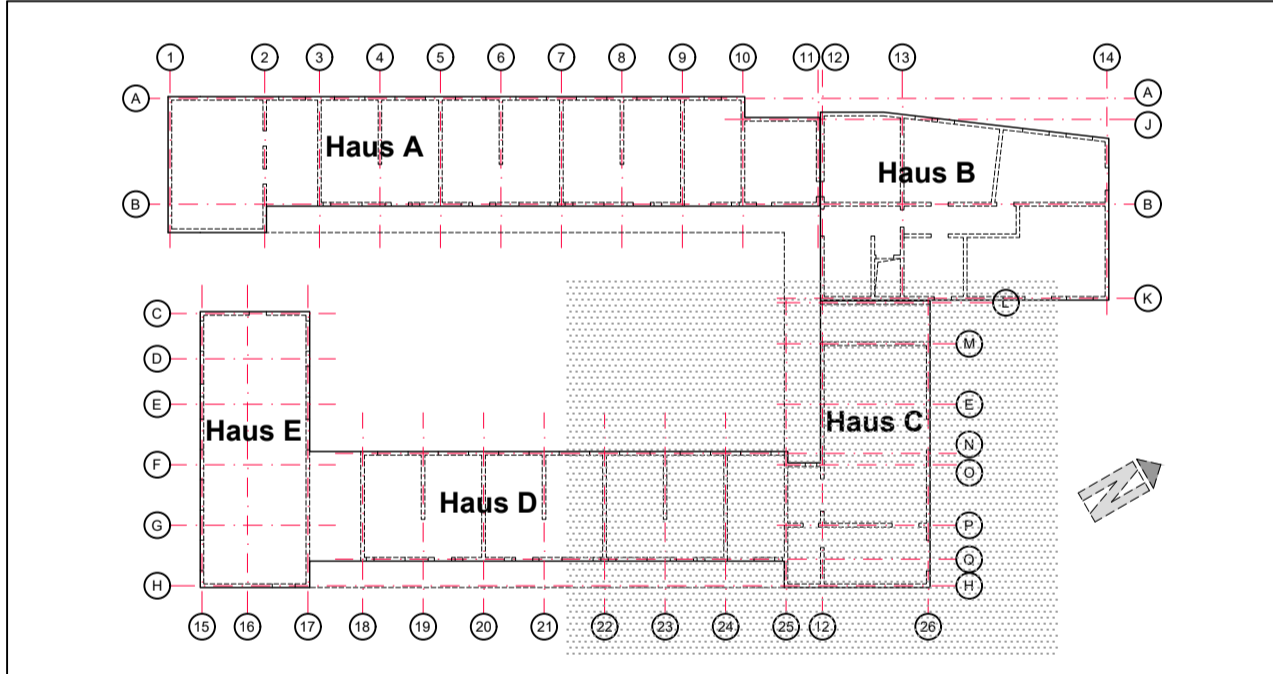 1 2 3 4 5 6 7 8 9 10 11 12 13 14
A A
J
Haus A
Haus B
B B
K
L
C
M
D
E E
Haus C
Haus E
N
F O
Haus D
G P
Q
H H
15 16 17 18 19 20 21 22 23 24 25 12 26
N